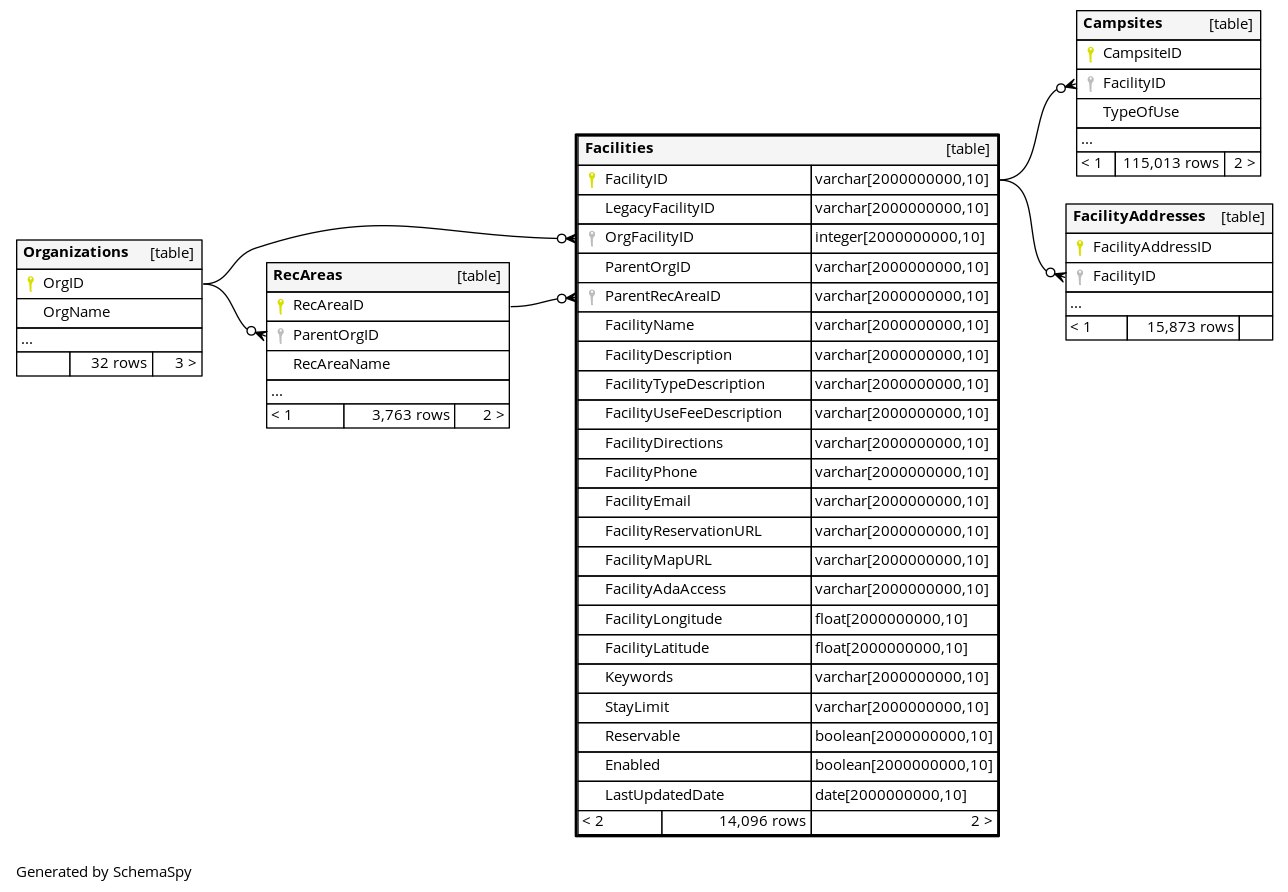 Campsites [table]
CampsiteID
FacilityID
TypeOfUse
...
< 1 115,013 rows 2 >
Facilities [table]
FacilityID varchar[2000000000,10]
LegacyFacilityID varchar[2000000000,10]
OrgFacilityID integer[2000000000,10]
ParentOrgID varchar[2000000000,10]
ParentRecAreaID varchar[2000000000,10]
FacilityName varchar[2000000000,10]
FacilityDescription varchar[2000000000,10]
FacilityTypeDescription varchar[2000000000,10]
FacilityUseFeeDescription varchar[2000000000,10]
FacilityDirections varchar[2000000000,10]
FacilityPhone varchar[2000000000,10]
FacilityEmail varchar[2000000000,10]
FacilityReservationURL varchar[2000000000,10]
FacilityMapURL varchar[2000000000,10]
FacilityAdaAccess varchar[2000000000,10]
FacilityLongitude float[2000000000,10]
FacilityLatitude float[2000000000,10]
Keywords varchar[2000000000,10]
StayLimit varchar[2000000000,10]
Reservable boolean[2000000000,10]
Enabled boolean[2000000000,10]
LastUpdatedDate date[2000000000,10]
< 2 14,096 rows 2 >
FacilityAddresses [table]
FacilityAddressID
FacilityID
...
< 1 15,873 rows
Organizations [table]
OrgID
OrgName
...
32 rows 3 >
RecAreas [table]
RecAreaID
ParentOrgID
RecAreaName
...
< 1 3,763 rows 2 >
Generated by SchemaSpy